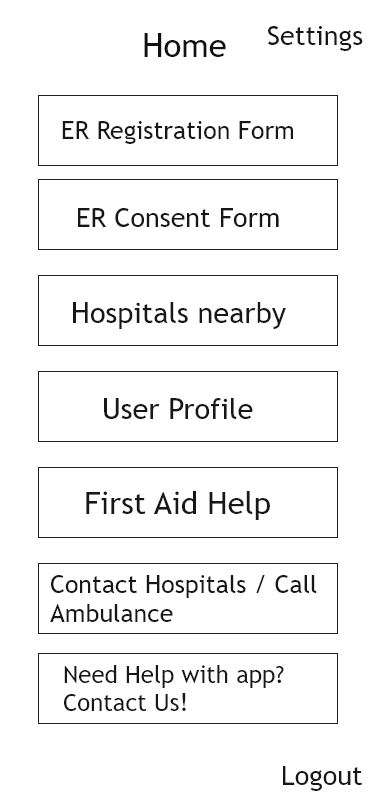 Home
Settings
ER Registration Form
ER Consent Form
Hospitals nearby
User Profile
First Aid Help
Contact Hospitals / Call
Ambulance
Need Help with app?
Contact Us!
Logout